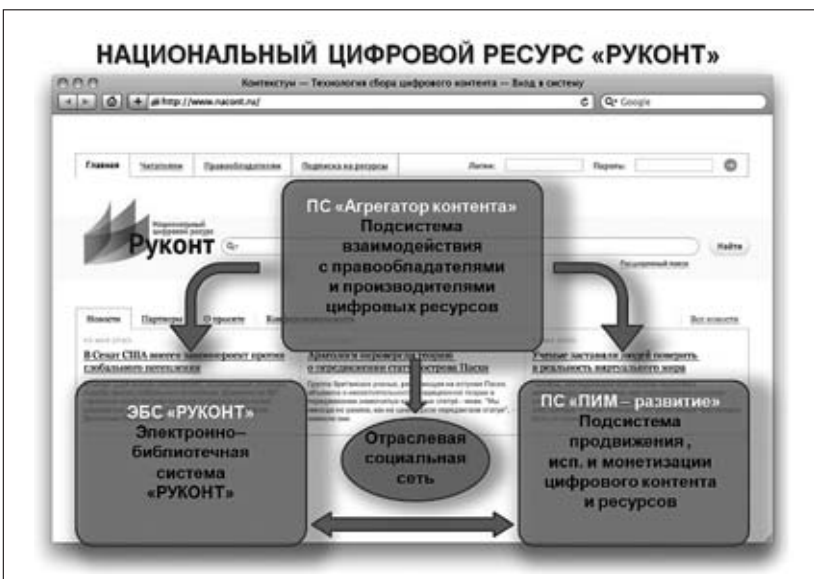 НАЦИОНАЛЬНЫЙ ЦИФРОВОЙ РЕСУРС «РУКОНТ»
Контекстум — Технология сбора цифрового контента — Вход в систему
http://www.rucont.ru/
Google
Главная Читателям Правообладателям Подписка на ресурсы Логин: Пароль:
ПС «Агрегатор контента»
Подсистема
взаимодействия
с правообладателями
и производителями
цифровых ресурсов
Национальный
цифровой ресурс
Руконт
Найти
Расширенный поиск
Новости Партнеры О проекте
Все новости
В Сенат США внесен законопроект против
глобального потепления
Археологи опровергли теорию
о передвижении статуй острова Пасхи
Ученые заставили людей поверить
в реальность виртуального мира
ЭБС «РУКОНТ»
Электронно–
библиотечная
система
«РУКОНТ»
Отраслевая
социальная
сеть
ПС «ПИМ – развитие»
Подсистема
продвижения ,
исп. и монетизации
цифрового контента
и ресурсов